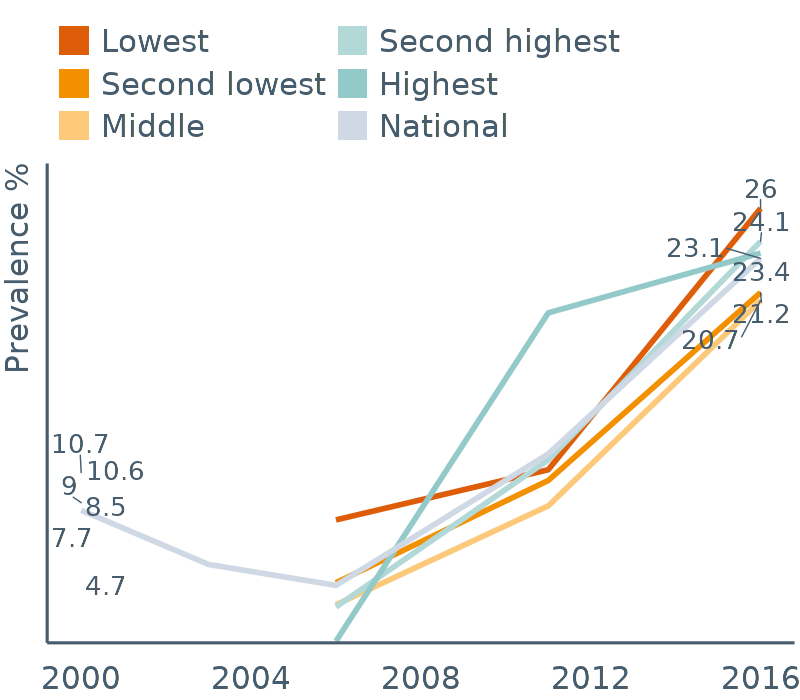 Lowest
Second lowest
Middle
Second highest
Highest
National
Prevalence %
26
24.1
23.1
23.4
21.2
20.7
10.7
10.6
9
8.5
7.7
4.7
2000 2004 2008 2012 2016